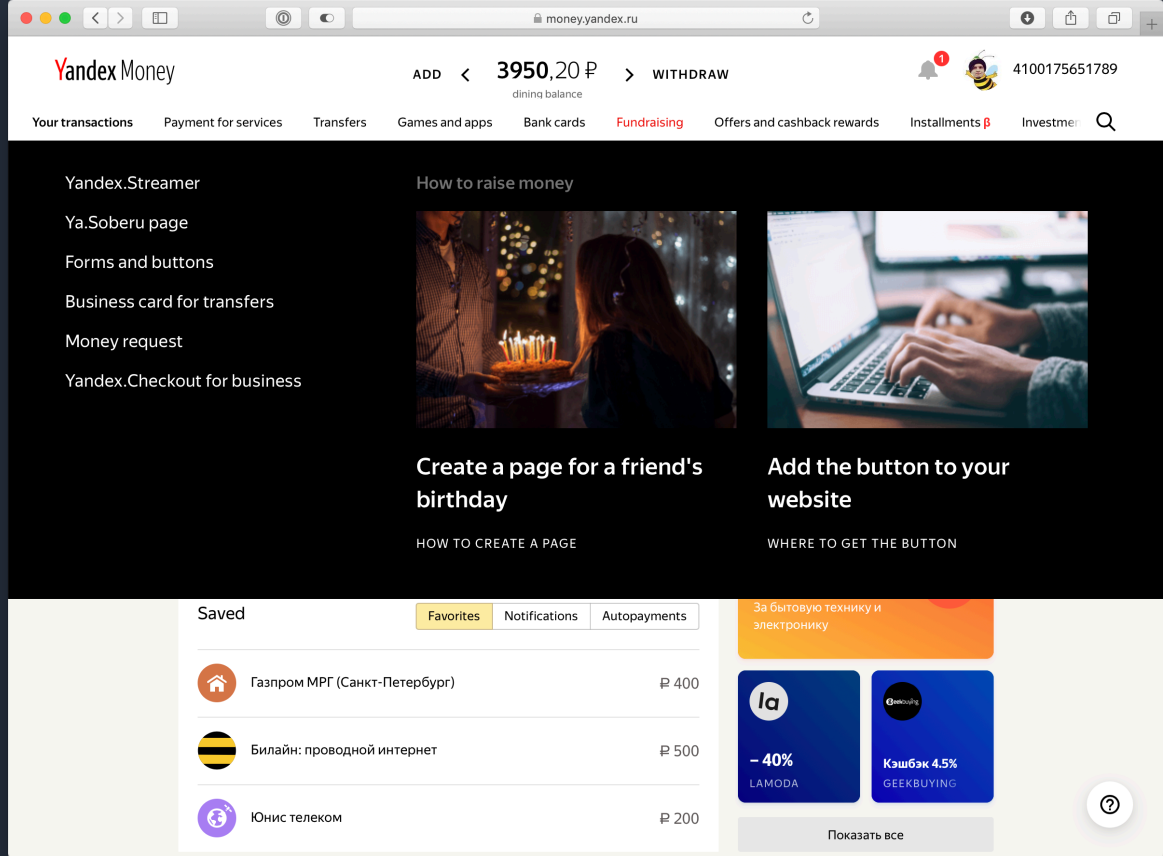 money.yandex.ru
Yandex Money
ADD
3950,20 ₽
WITHDRAW
dining balance
1
4100175651789
Your transactions
Payment for services
Transfers
Games and apps
Bank cards
Fundraising
Offers and cashback rewards
Installments β
Investmen
Yandex.Streamer
Ya.Soberu page
Forms and buttons
Business card for transfers
Money request
Yandex.Checkout for business
How to raise money
Create a page for a friend's
birthday
HOW TO CREATE A PAGE
Add the button to your
website
WHERE TO GET THE BUTTON
Saved
Favorites
Notifications
Autopayments
Газпром МРГ (Санкт-Петербург)
₽ 400
Билайн: проводной интернет
₽ 500
Юнис телеком
₽ 200
За бытовую технику и
электронику
la
– 40%
LAMODA
Geekbuying
Кэшбэк 4.5%
GEEKBUYING
Показать все